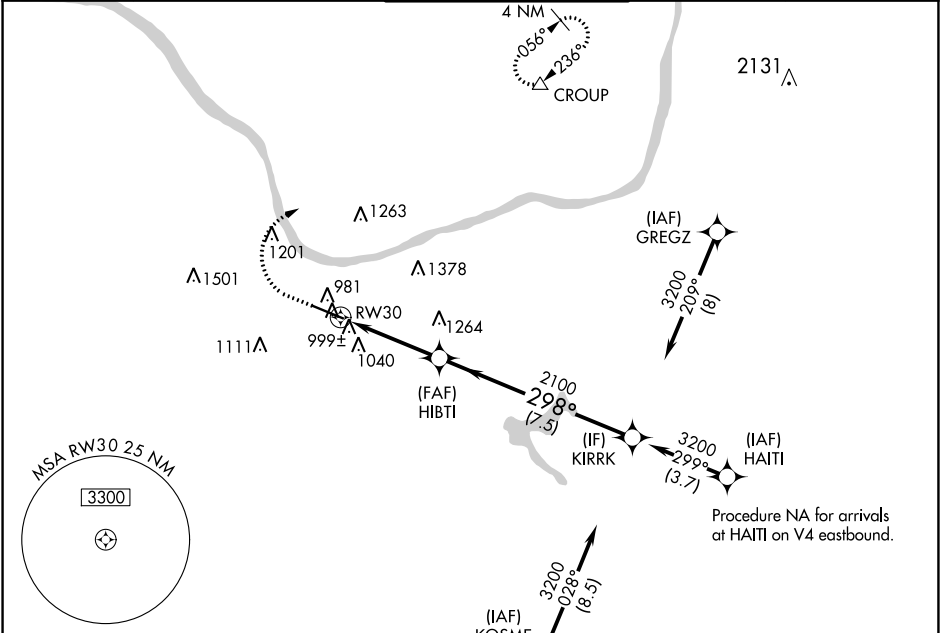 4 NM
056°
236°
CROUP
2131
1263
(IAF)
GREGZ
1201
1378
1501
3200
209°
(8)
981
RW30
1264
999±
1111
1040
(FAF)
HIBTI
2100
298°
(7.5)
(IF)
KIRRK
3200
299°
(3.7)
(IAF)
HAITI
MSA RW30 25 NM
3300
Procedure NA for arrivals
at HAITI on V4 eastbound.
3200
028°
(8.5)
(IAF)